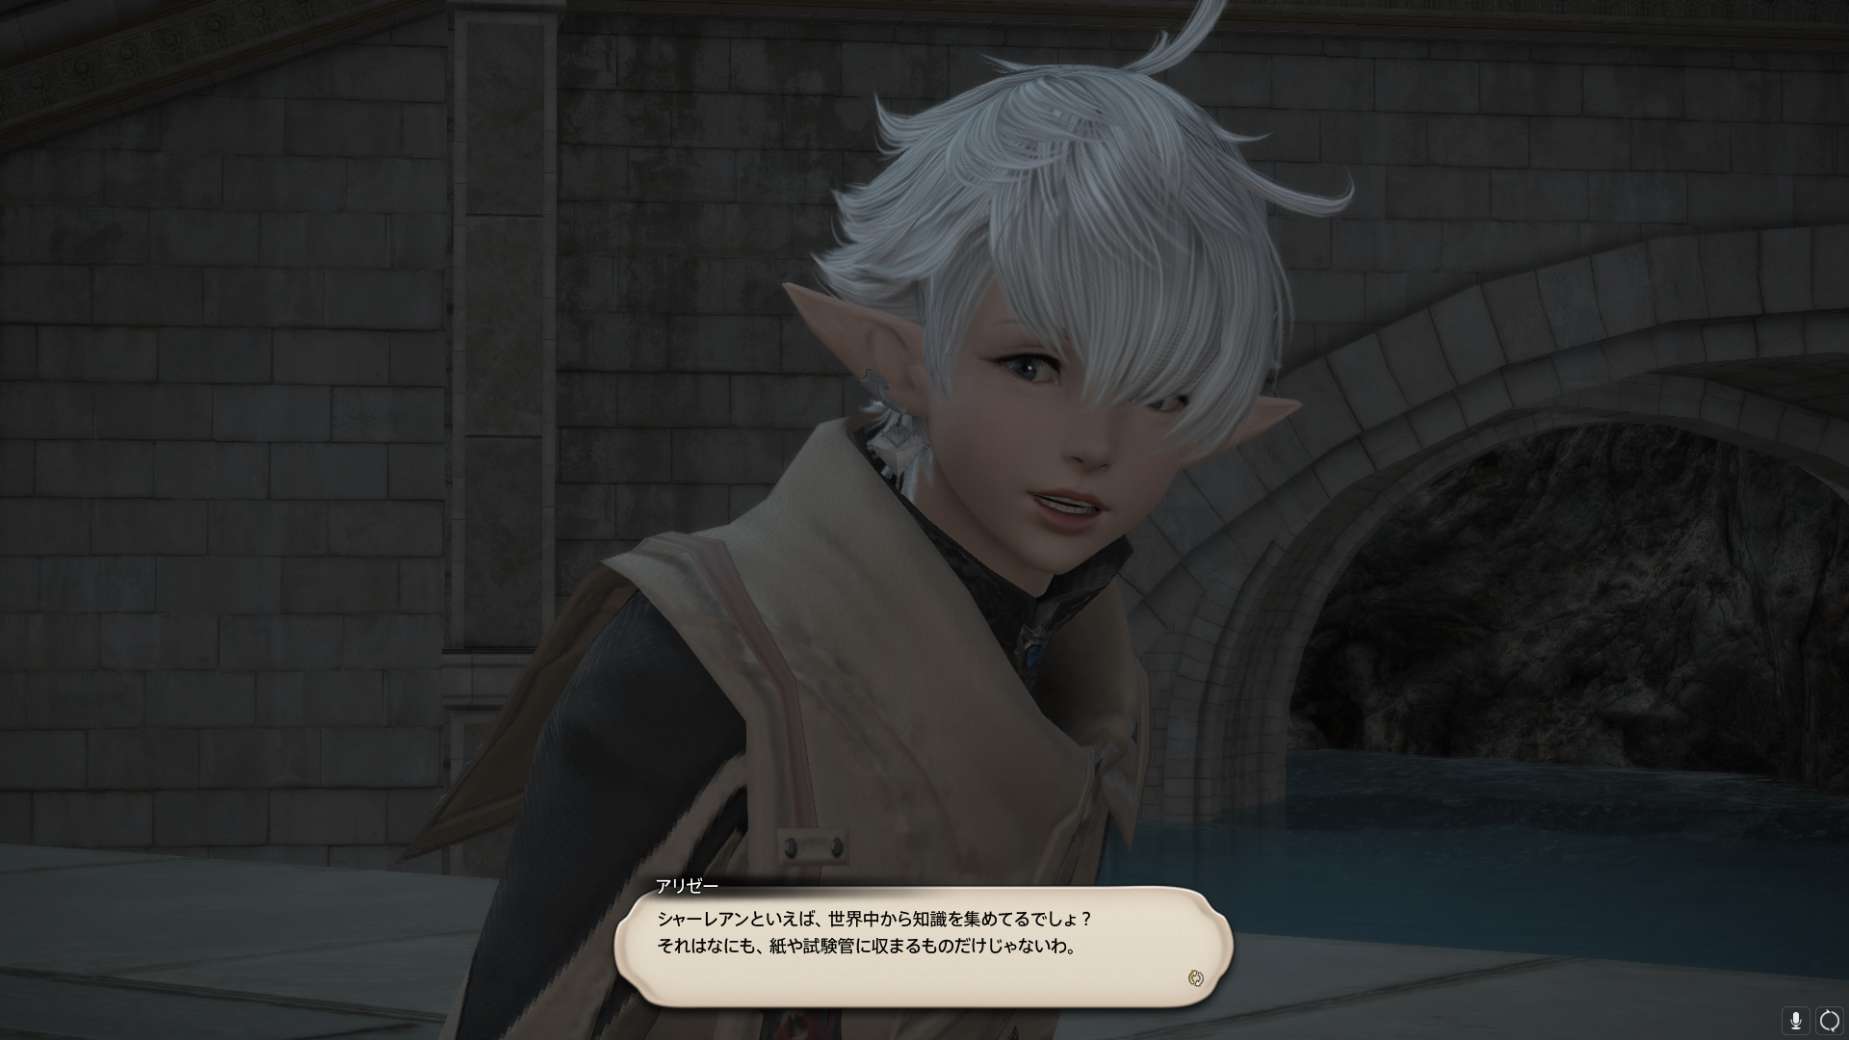 アリゼー
シャーレアンといえば、世界中から知識を集めてるでしょ？
それはなにも、紙や試験管に収まるものだけじゃないわ。